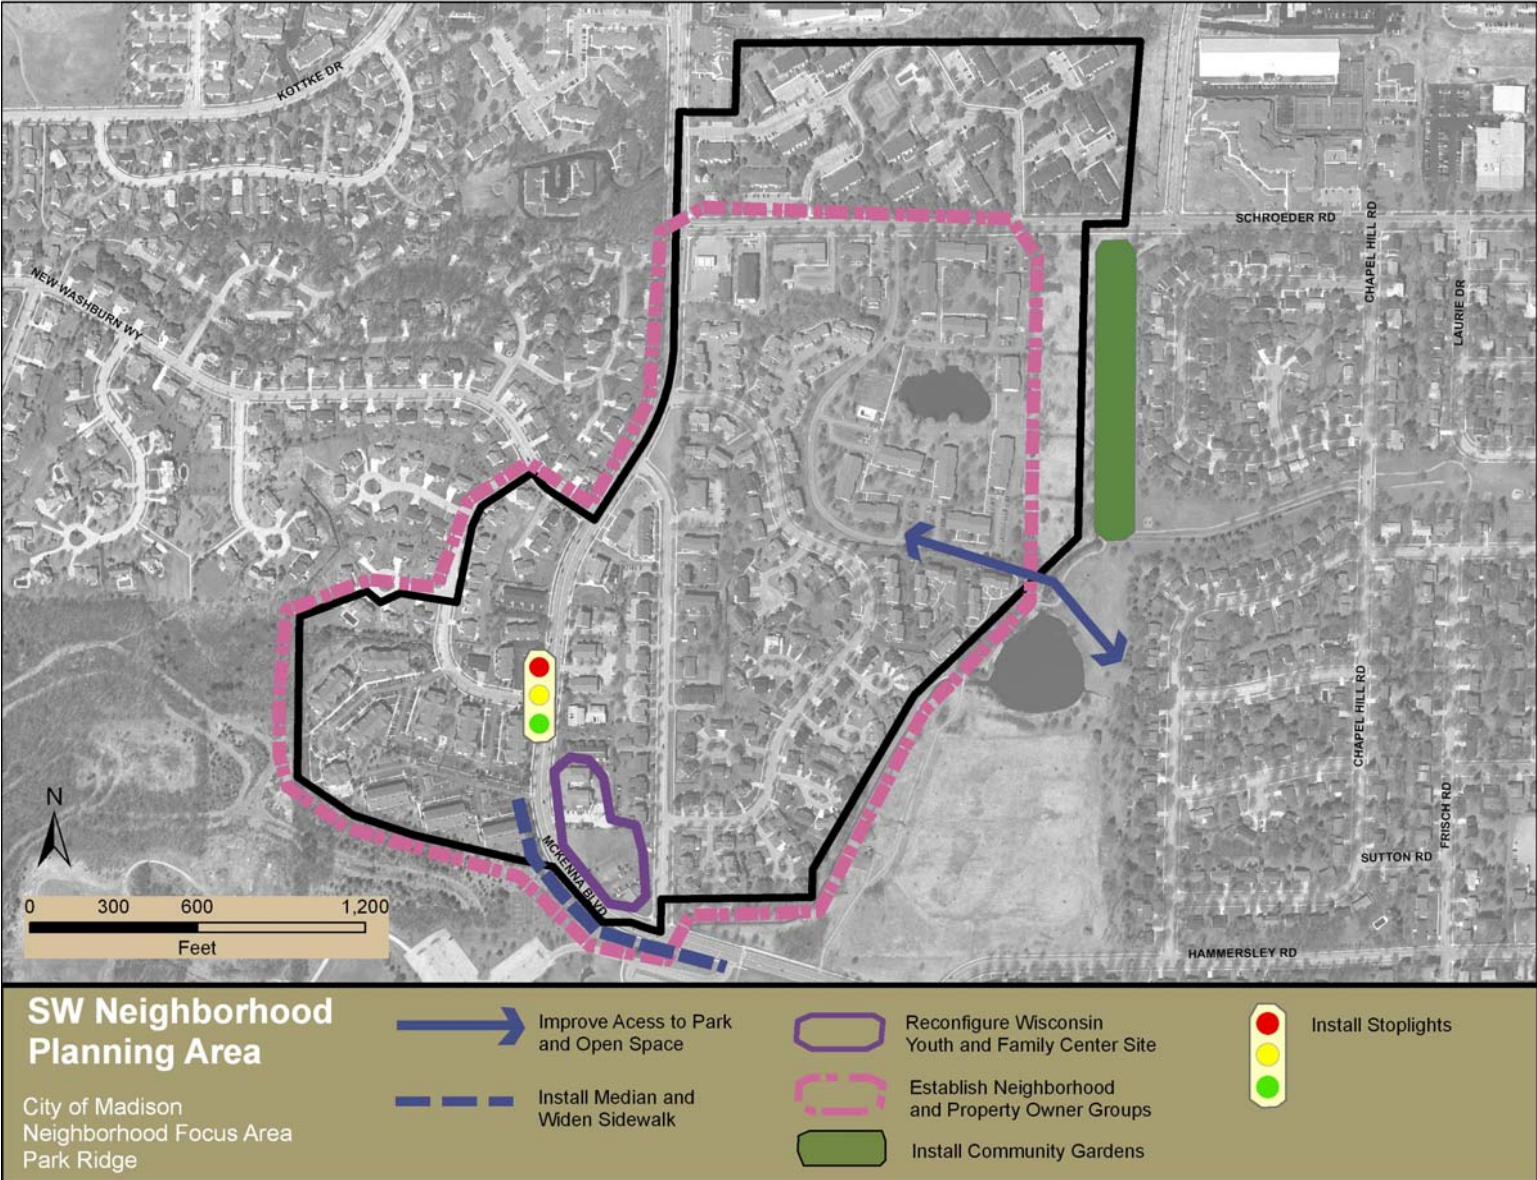 KOTTKE DR
SCHROEDER RD
CHAPEL HILL RD
LAURIE DR
NEW WASHBURN WY
CHAPEL HILL RD
FRISCH RD
MCKENNA BLVD
SUTTON RD
HAMMERSLEY RD
N
0 300 600 1,200
Feet
SW Neighborhood
Planning Area
City of Madison
Neighborhood Focus Area
Park Ridge
Improve Acess to Park
and Open Space
Install Median and
Widen Sidewalk
Reconfigure Wisconsin
Youth and Family Center Site
Establish Neighborhood
and Property Owner Groups
Install Community Gardens
Install Stoplights